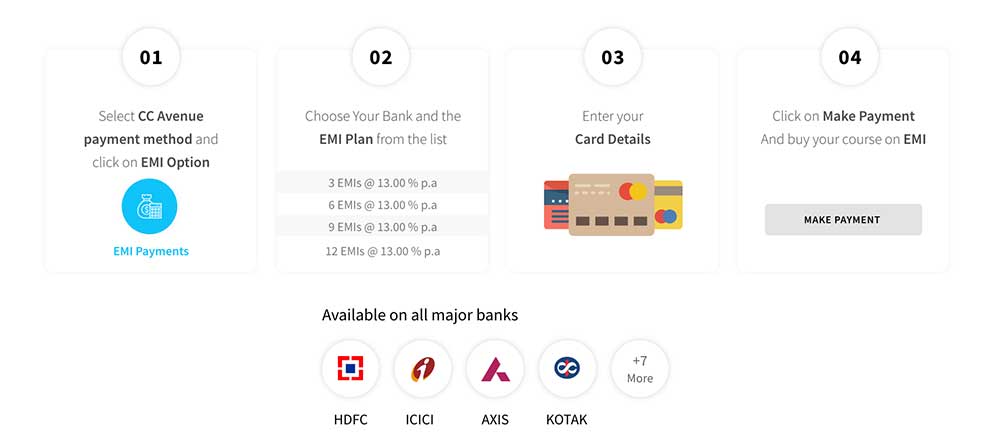 01
Select CC Avenue
payment method and
click on EMI Option
EMI Payments
02
Choose Your Bank and the
EMI Plan from the list
3 EMIs @ 13.00 % p.a
6 EMIs @ 13.00 % p.a
9 EMIs @ 13.00 % p.a
12 EMIs @ 13.00 % p.a
03
Enter your
Card Details
04
Click on Make Payment
And buy your course on EMI
MAKE PAYMENT
Available on all major banks
+7
More
HDFC
ICICI
AXIS
KOTAK